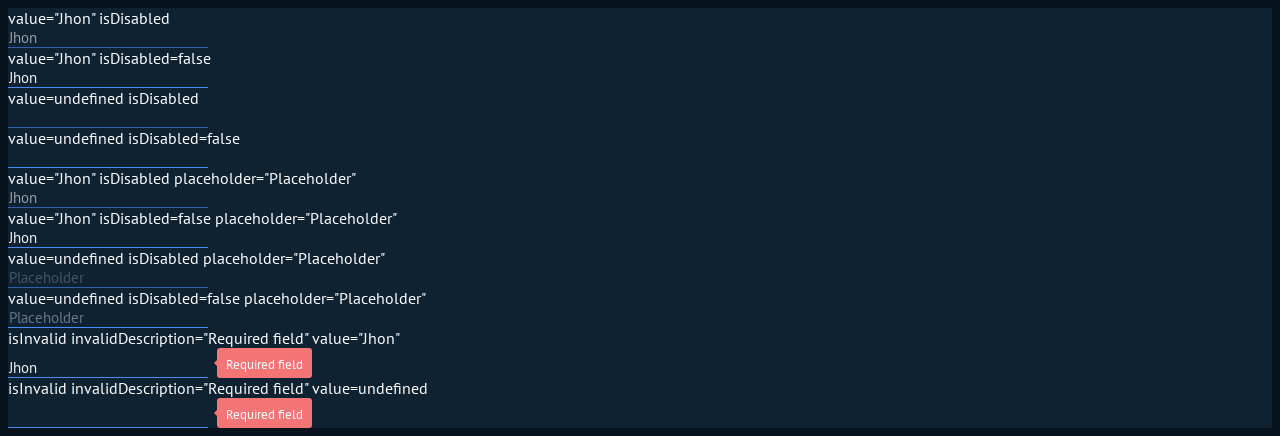 value="Jhon" isDisabled
Jhon
value="Jhon" isDisabled=false
Jhon
value=undefined isDisabled
value=undefined isDisabled=false
value="Jhon" isDisabled placeholder="Placeholder"
Jhon
value="Jhon" isDisabled=false placeholder="Placeholder"
Jhon
value=undefined isDisabled placeholder="Placeholder"
Placeholder
value=undefined isDisabled=false placeholder="Placeholder"
Placeholder
isInvalid invalidDescription="Required field" value="Jhon"
Jhon Required field
isInvalid invalidDescription="Required field" value=undefined
Required field